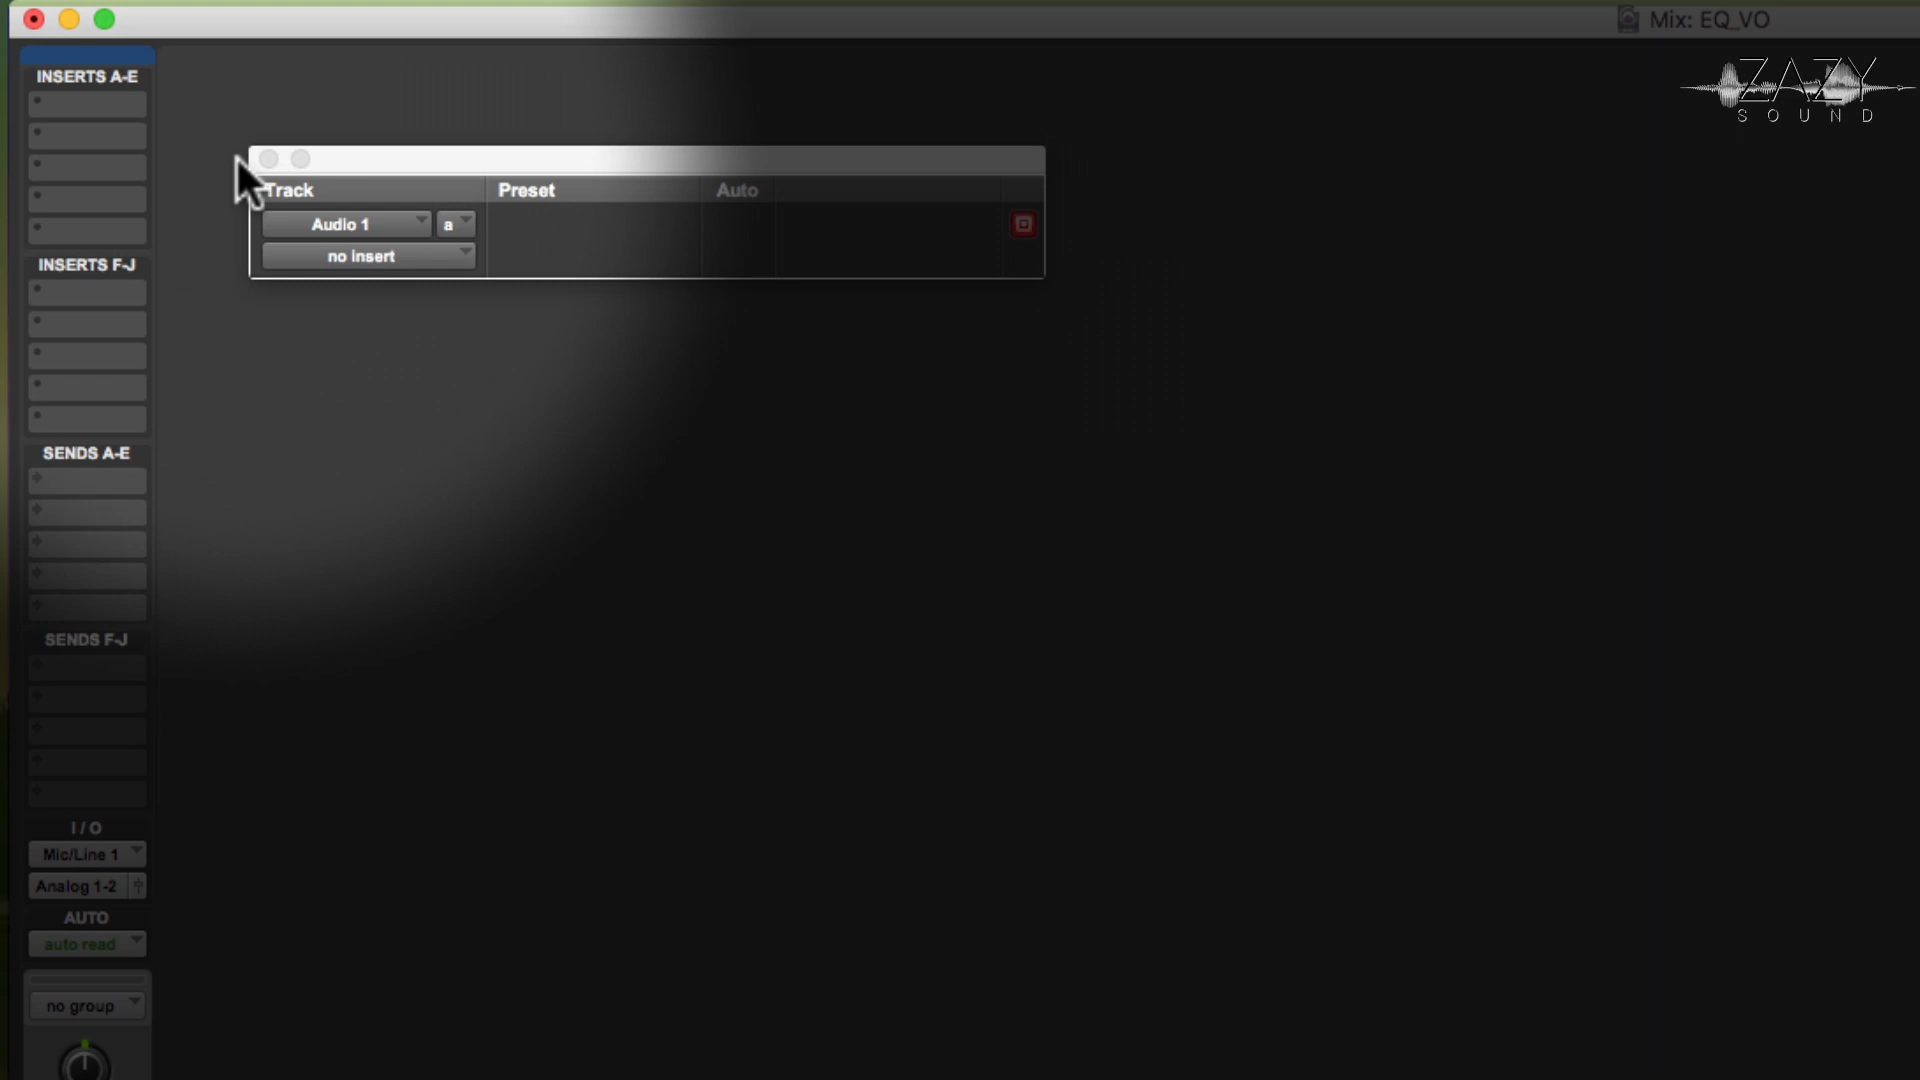 Mix: EQ_VO
ZAZY
SOUND
INSERTS A-E
Track
Preset
Auto
Audio 1
a
no insert
INSERTS F-J
SENDS A-E
SENDS F-J
I / O
Mic/Line 1
Analog 1-2
AUTO
auto read
no group